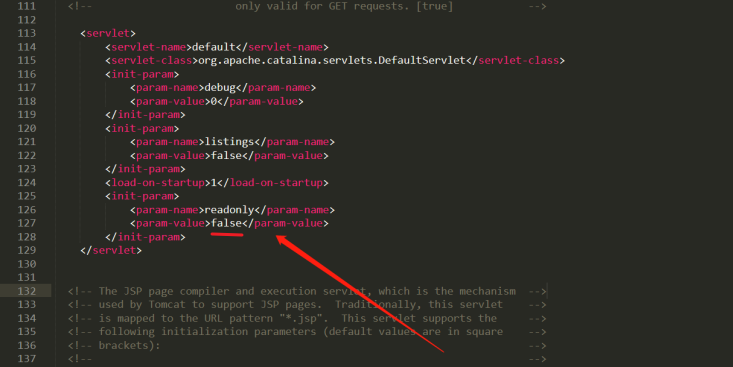 111 <!-- only valid for GET requests. [true] -->
112
113 <servlet>
114 <servlet-name>default</servlet-name>
115 <servlet-class>org.apache.catalina.servlets.DefaultServlet</servlet-class>
116 <init-param>
117 <param-name>debug</param-name>
118 <param-value>0</param-value>
119 </init-param>
120 <init-param>
121 <param-name>listings</param-name>
122 <param-value>false</param-value>
123 </init-param>
124 <load-on-startup>1</load-on-startup>
125 <init-param>
126 <param-name>readonly</param-name>
127 <param-value>false</param-value>
128 </init-param>
129 </servlet>
130
131
132 <!-- The JSP page compiler and execution servlet, which is the mechanism -->
133 <!-- used by Tomcat to support JSP pages. Traditionally, this servlet -->
134 <!-- is mapped to the URL pattern "*.jsp". This servlet supports the -->
135 <!-- following initialization parameters (default values are in square -->
136 <!-- brackets): -->
137 <!-- -->